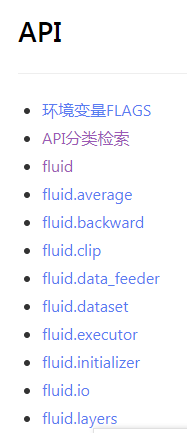 API
环境变量FLAGS
API分类检索
fluid
fluid.average
fluid.backward
fluid.clip
fluid.data_feeder
fluid.dataset
fluid.executor
fluid.initializer
fluid.io
fluid.layers